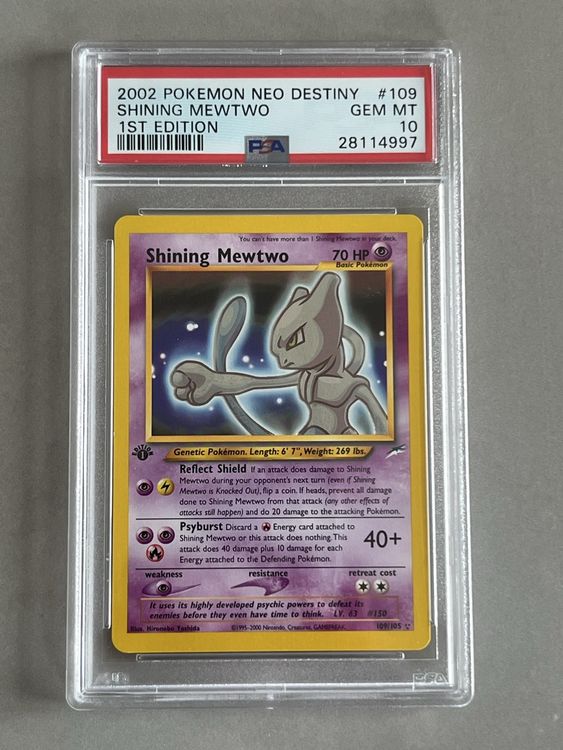 2002 POKEMON NEO DESTINY #109
SHINING MEWTWO GEM MT
1ST EDITION 10
PSA 28114997
You can't have more than 1 Shining Mewtwo in your deck.
Shining Mewtwo 70 HP
Basic Pokémon
EDITION
1
Genetic Pokémon. Length: 6' 7", Weight: 269 lbs.
Reflect Shield If an attack does damage to Shining
Mewtwo during your opponent's next turn (even if Shining
Mewtwo is Knocked Out), flip a coin. If heads, prevent all damage
done to Shining Mewtwo from that attack (any other effects of
attacks still happen) and do 20 damage to the attacking Pokémon.
Psyburst Discard a Energy card attached to
Shining Mewtwo or this attack does nothing. This
attack does 40 damage plus 10 damage for each
Energy attached to the Defending Pokémon.
40+
weakness resistance retreat cost
It uses its highly developed psychic powers to defeat its
enemies before they even have time to think. LV. 63 #150
Illus. Hironobu Yoshida ©1995-2000 Nintendo, Creatures, GAMEFREAK. 109/105
PSA